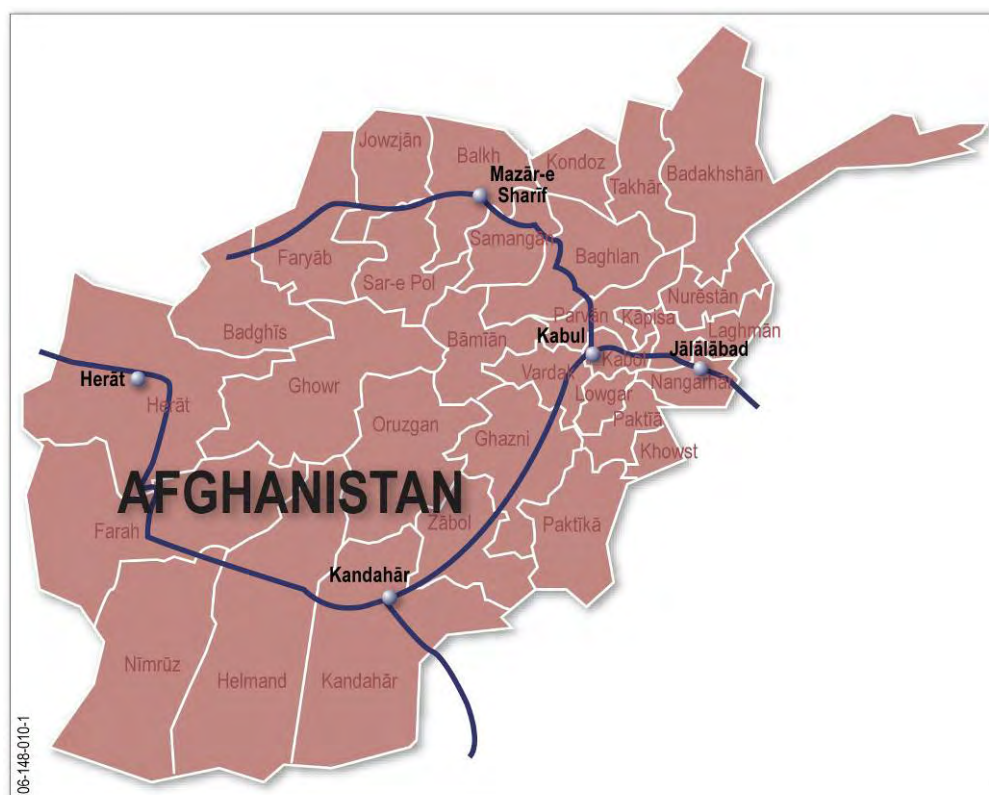 Jowzjān
Balkh
Kondoz
Takhār
Badakhshān
Mazār-e
Sharīf
Samangān
Faryāb
Baghlan
Sar-e Pol
Nurēstān
Parvān
Kāpisa
Laghmān
Badghīs
Bāmīān
Kabul
Kabol
Jālālābad
Vardak
Nangarhār
Herāt
Herāt
Ghowr
Lowgar
Oruzgan
Ghazni
Paktīā
Khowst
AFGHANISTAN
Farah
Zābol
Paktīkā
Kandahār
Nīmrūz
Helmand
Kandahār
06-148-010-1